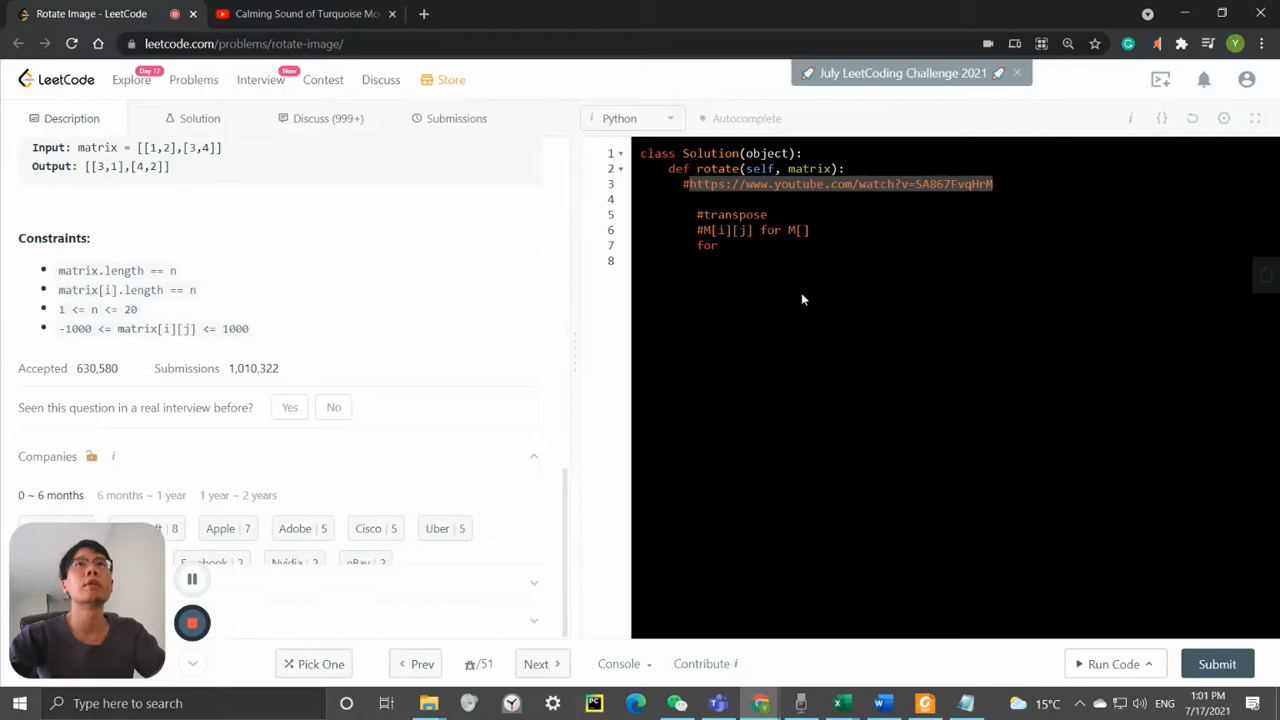 Rotate Image - LeetCode
Calming Sound of Turquoise Mo
leetcode.com/problems/rotate-image/
Y
LeetCode
Explore
Day 17
Problems
Interview
New
Contest
Discuss
Store
July LeetCoding Challenge 2021
Description
Solution
Discuss (999+)
Submissions
Python
Autocomplete
Input: matrix = [[1,2],[3,4]]
Output: [[3,1],[4,2]]
Constraints:
matrix.length == n
matrix[i].length == n
1 <= n <= 20
-1000 <= matrix[i][j] <= 1000
Accepted 630,580 Submissions 1,010,322
Seen this question in a real interview before? Yes No
Companies
0 ~ 6 months 6 months ~ 1 year 1 year ~ 2 years
Apple | 7 Adobe | 5 Cisco | 5 Uber | 5
1 class Solution(object):
2 def rotate(self, matrix):
3 #https://www.youtube.com/watch?v=SA867FvqHrM
4
5 #transpose
6 #M[i][j] for M[]
7 for
8
Pick One
Prev
/51
Next
Console
Contribute
Run Code
Submit
Type here to search
15°C
1:01 PM
7/17/2021